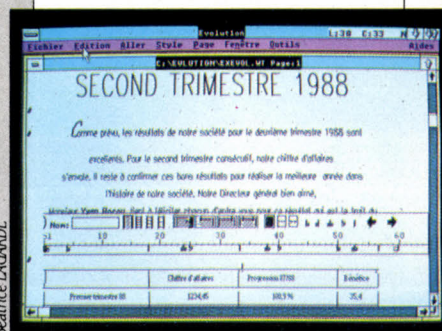 Evolution
L:30 C:33 N
Fichier Edition Aller Style Page Fenêtre Outils Aides
C:\EVLUTION\EXEVOL.WT Page:1
SECOND TRIMESTRE 1988
Comme prévu, les résultats de notre société pour le deuxième trimestre 1988 sont
excellents. Pour le second trimestre consécutif, notre chiffre d'affaires
s'envole. Il reste à confirmer ces bons résultats pour réaliser la meilleure année dans
l'histoire de notre société. Notre Directeur général bien aimé,
Monsieur Yann
Nom:
10 20 30 40 50 60
Chiffre d'affaires Progression 87/88 Bénéfice
Premier trimestre 88 1234,45 100,5 % 35,4